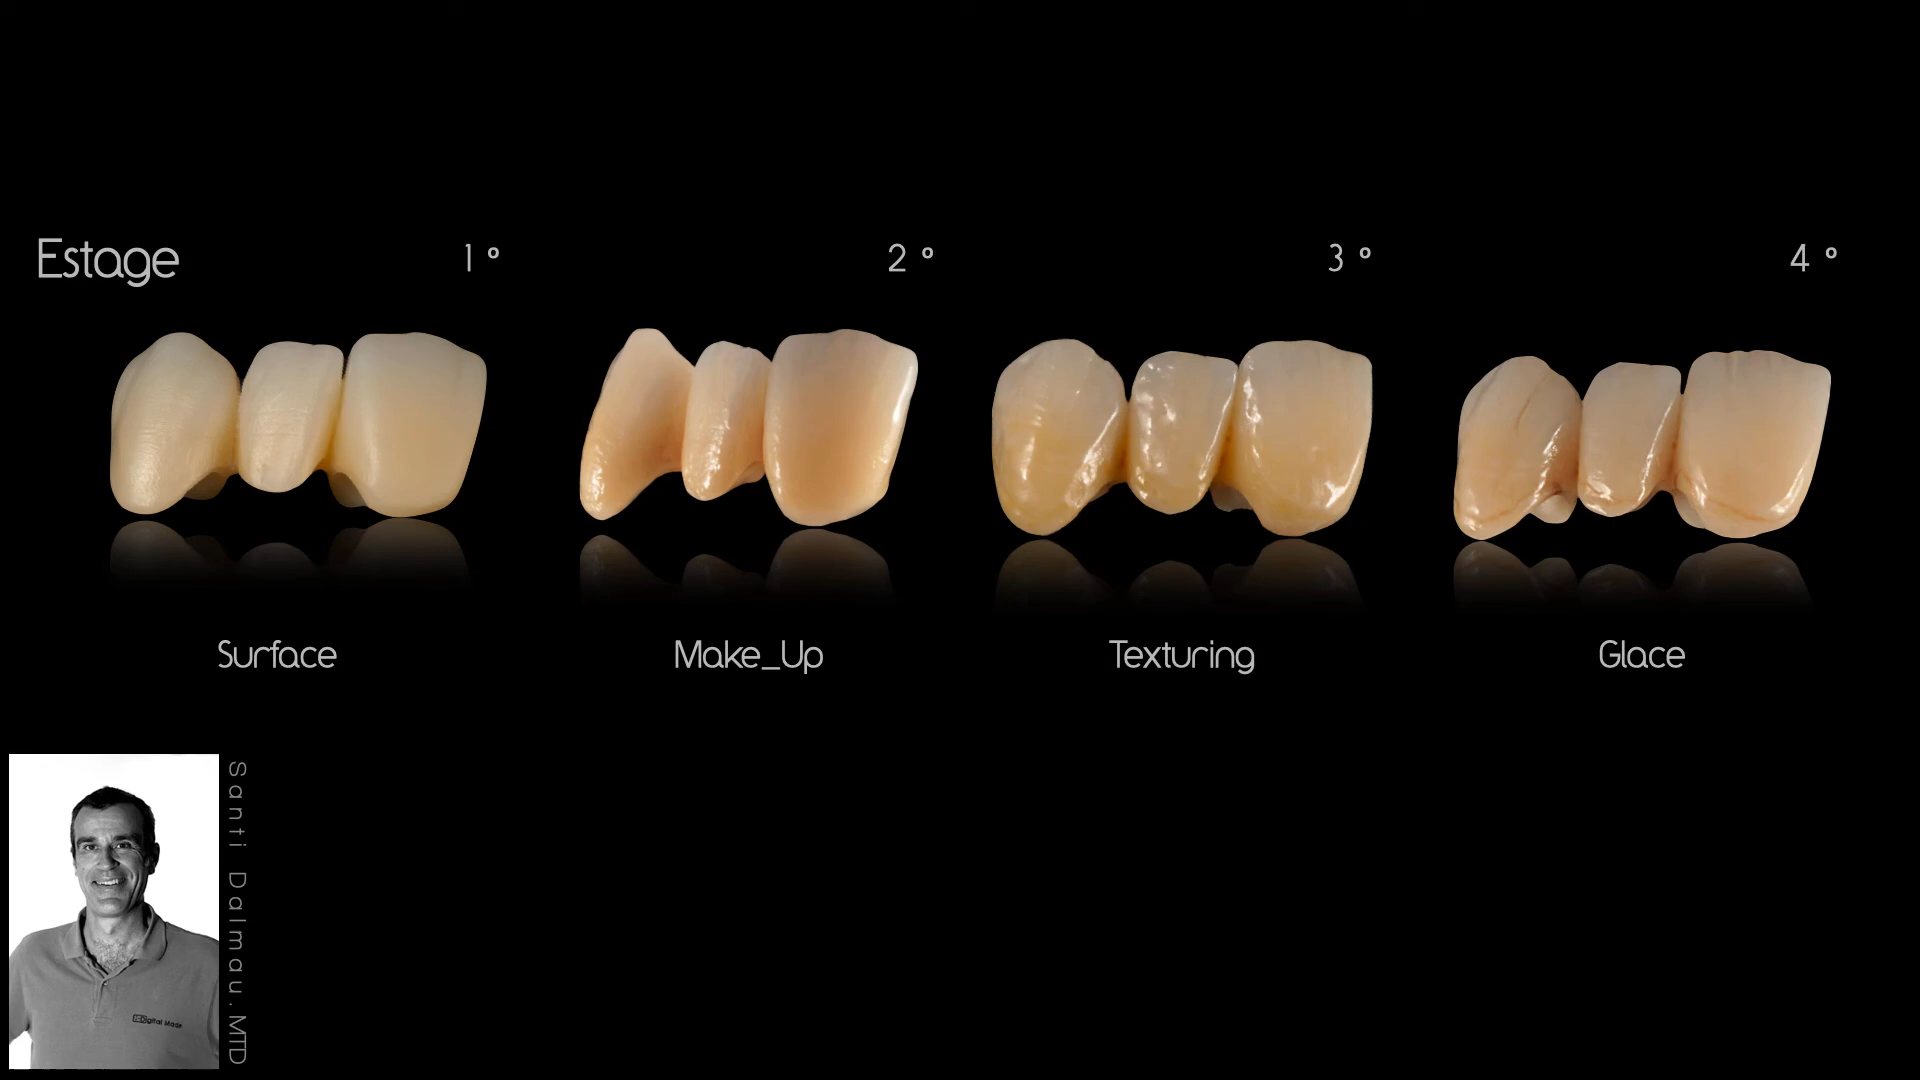 Estage
1 º
2 º
3 º
4 º
Surface
Make_Up
Texturing
Glace
Santi Dalmau.MTD